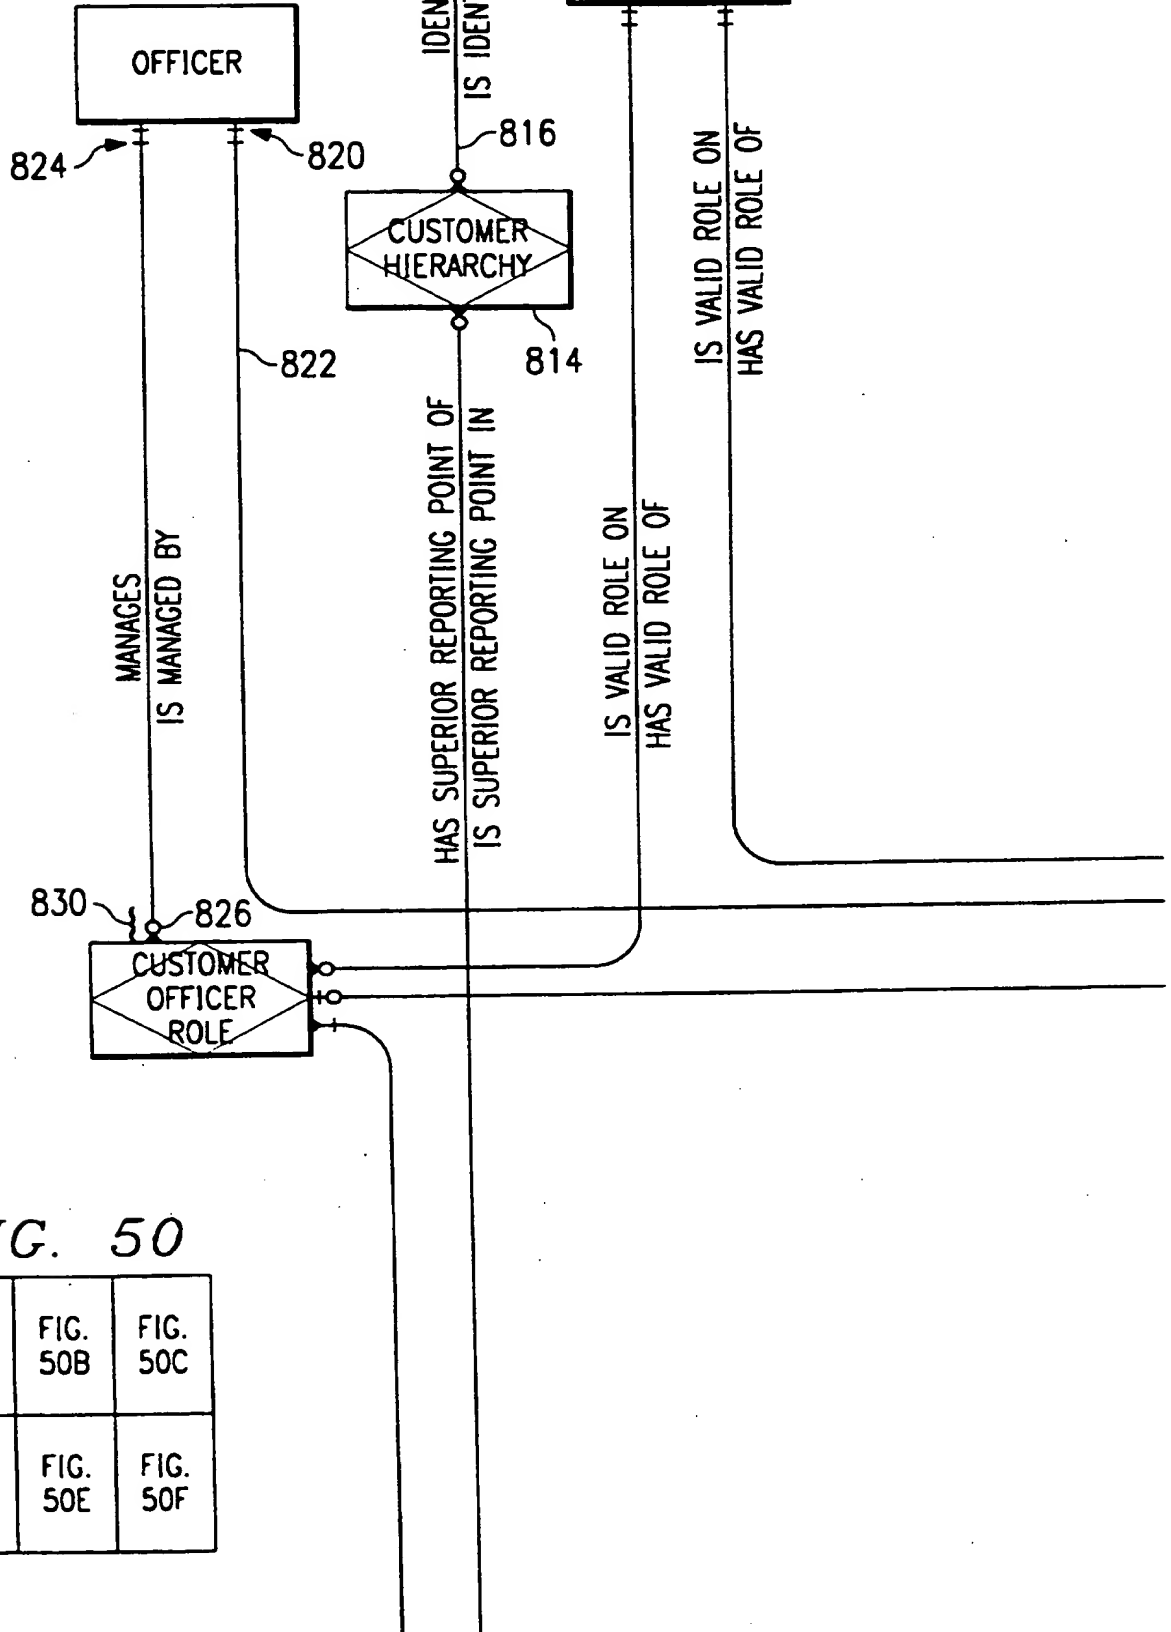 OFFICER
IDEN
IS IDEN
816
824
820
CUSTOMER
HIERARCHY
814
822
IS VALID ROLE ON
HAS VALID ROLE OF
HAS SUPERIOR REPORTING POINT OF
IS SUPERIOR REPORTING POINT IN
IS VALID ROLE ON
HAS VALID ROLE OF
MANAGES
IS MANAGED BY
830
826
CUSTOMER
OFFICER
ROLE
G. 50
FIG.
50B
FIG.
50C
FIG.
50E
FIG.
50F